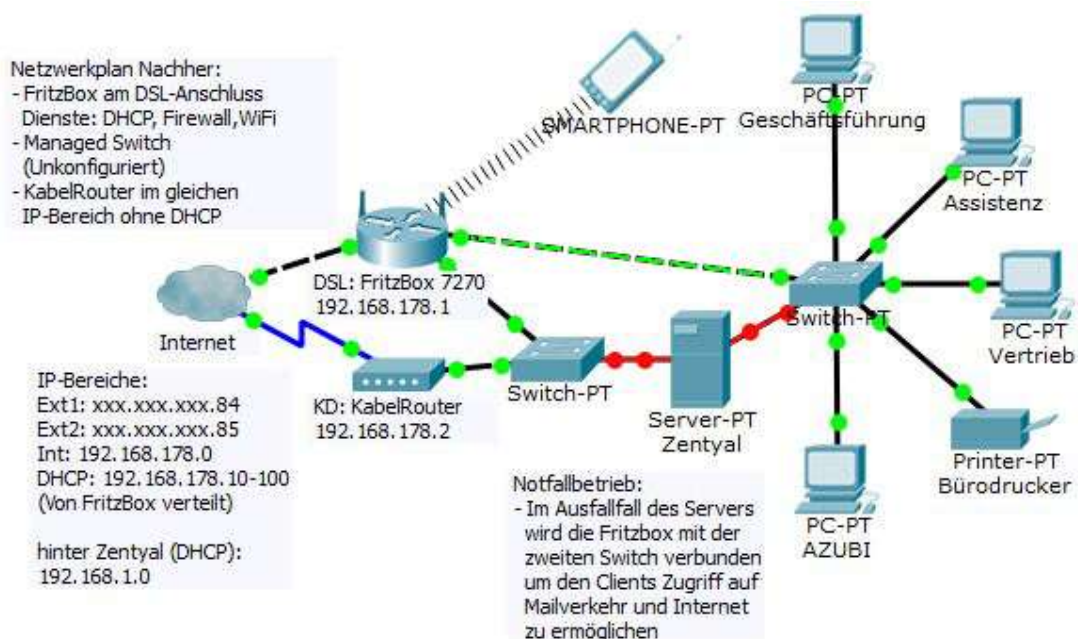 Netzwerkplan Nachher:
- FritzBox am DSL-Anschluss
Dienste: DHCP, Firewall,WiFi
- Managed Switch
(Unkonfiguriert)
- KabelRouter im gleichen
IP-Bereich ohne DHCP
SMARTPHONE-PT
PC-PT
Geschäftsführung
PC-PT
Assistenz
DSL: FritzBox 7270
192.168.178.1
Internet
Switch-PT
PC-PT
Vertrieb
KD: KabelRouter
192.168.178.2
Switch-PT
Server-PT
Zentyal
Printer-PT
Bürodrucker
PC-PT
AZUBI
IP-Bereiche:
Ext1: xxx.xxx.xxx.84
Ext2: xxx.xxx.xxx.85
Int: 192.168.178.0
DHCP: 192.168.178.10-100
(Von FritzBox verteilt)
hinter Zentyal (DHCP):
192.168.1.0
Notfallbetrieb:
- Im Ausfallfall des Servers
wird die Fritzbox mit der
zweiten Switch verbunden
um den Clients Zugriff auf
Mailverkehr und Internet
zu ermöglichen